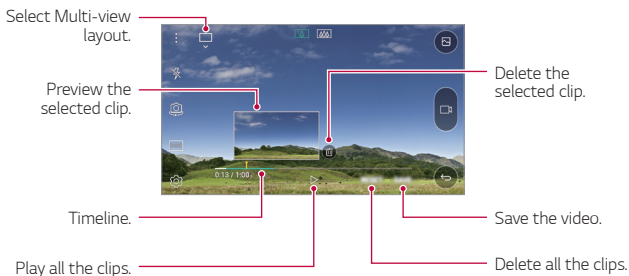 Select Multi-view
layout.
Preview the
selected clip.
Delete the
selected clip.
0:13 / 1:00
Timeline.
Save the video.
Play all the clips.
Delete all the clips.